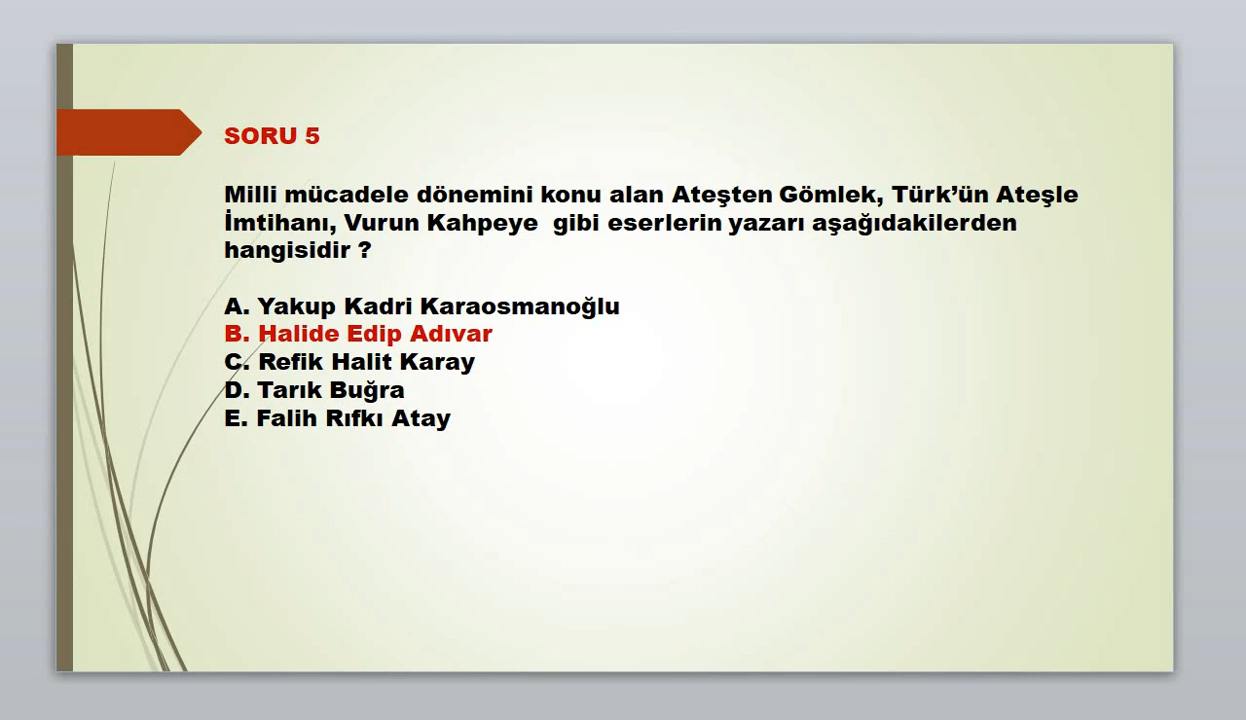 SORU 5
Milli mücadele dönemini konu alan Ateşten Gömlek, Türk’ün Ateşle
İmtihanı, Vurun Kahpeye  gibi eserlerin yazarı aşağıdakilerden
hangisidir ?
A. Yakup Kadri Karaosmanoğlu
B. Halide Edip Adıvar
C. Refik Halit Karay
D. Tarık Buğra
E. Falih Rıfkı Atay